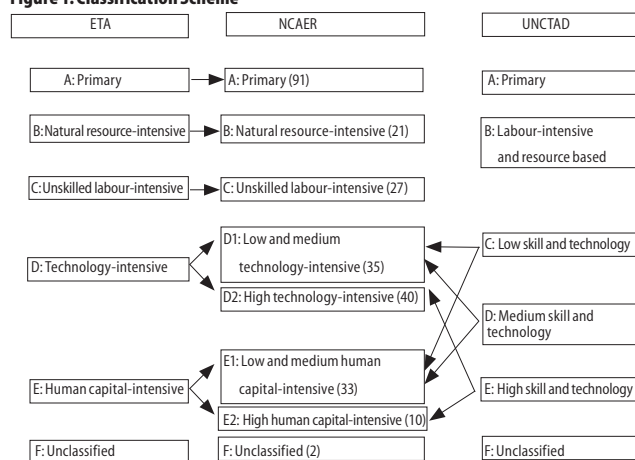 Figure 1: Classification Scheme
ETA NCAER UNCTAD
A: Primary A: Primary (91) A: Primary
B:Natural resource-intensive B: Natural resource-intensive (21) B: Labour-intensive
and resource based
C:Unskilled labour-intensive C: Unskilled labour-intensive (27)
D1: Low and medium
technology-intensive (35)
C: Low skill and technology
D: Technology-intensive
D2: High technology-intensive (40)
D: Medium skill and
technology
E1: Low and medium human
capital-intensive (33)
E: Human capital-intensive E: High skill and technology
E2: High human capital-intensive (10)
F: Unclassified F: Unclassified (2) F: Unclassified